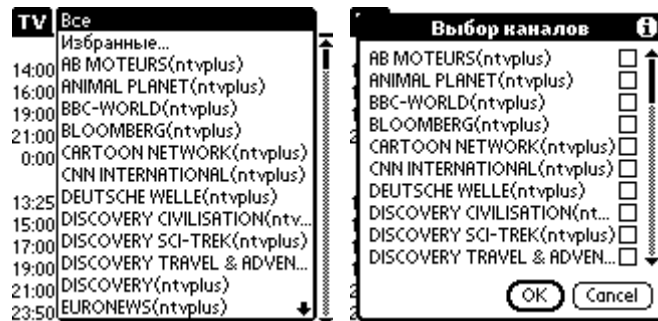 TV
Все
Избранные...
14:00 AB MOTEURS(ntvplus)
16:00 ANIMAL PLANET(ntvplus)
19:00 BBC-WORLD(ntvplus)
21:00 BLOOMBERG(ntvplus)
0:00 CARTOON NETWORK(ntvplus)
CNN INTERNATIONAL(ntvplus)
13:25 DEUTSCHE WELLE(ntvplus)
15:00 DISCOVERY CIVILISATION(ntv...
17:00 DISCOVERY SCI-TREK(ntvplus)
19:00 DISCOVERY TRAVEL & ADVEN...
21:00 DISCOVERY(ntvplus)
23:50 EURONEWS(ntvplus)
Выбор каналов
AB MOTEURS(ntvplus)
ANIMAL PLANET(ntvplus)
BBC-WORLD(ntvplus)
BLOOMBERG(ntvplus)
CARTOON NETWORK(ntvplus)
CNN INTERNATIONAL(ntvplus)
DEUTSCHE WELLE(ntvplus)
DISCOVERY CIVILISATION(nt...
DISCOVERY SCI-TREK(ntvplus)
DISCOVERY TRAVEL & ADVEN...
OK
Cancel